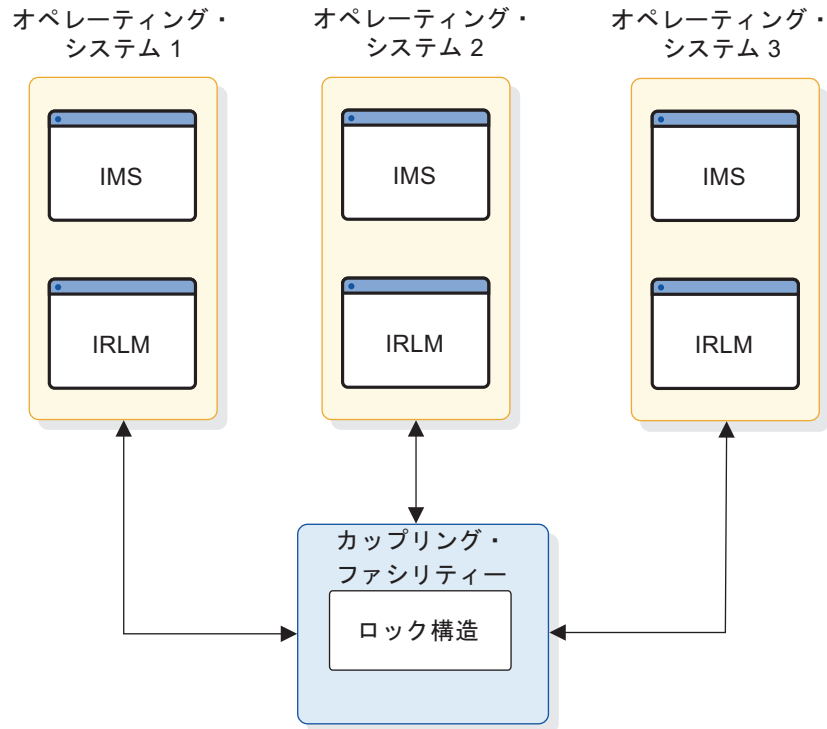 オペレーティング・
システム 1
オペレーティング・
システム 2
オペレーティング・
システム 3
IMS
IMS
IMS
IRLM
IRLM
IRLM
カップリング・
ファシリティー
ロック構造